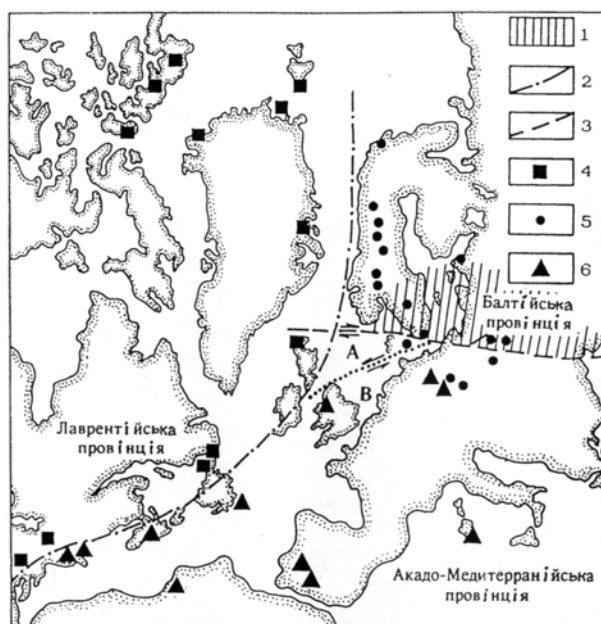 1
2
3
4
5
6
Балтійська
провінція
А
В
Лаврентійська
провінція
Акадо-Медитерранійська
провінція